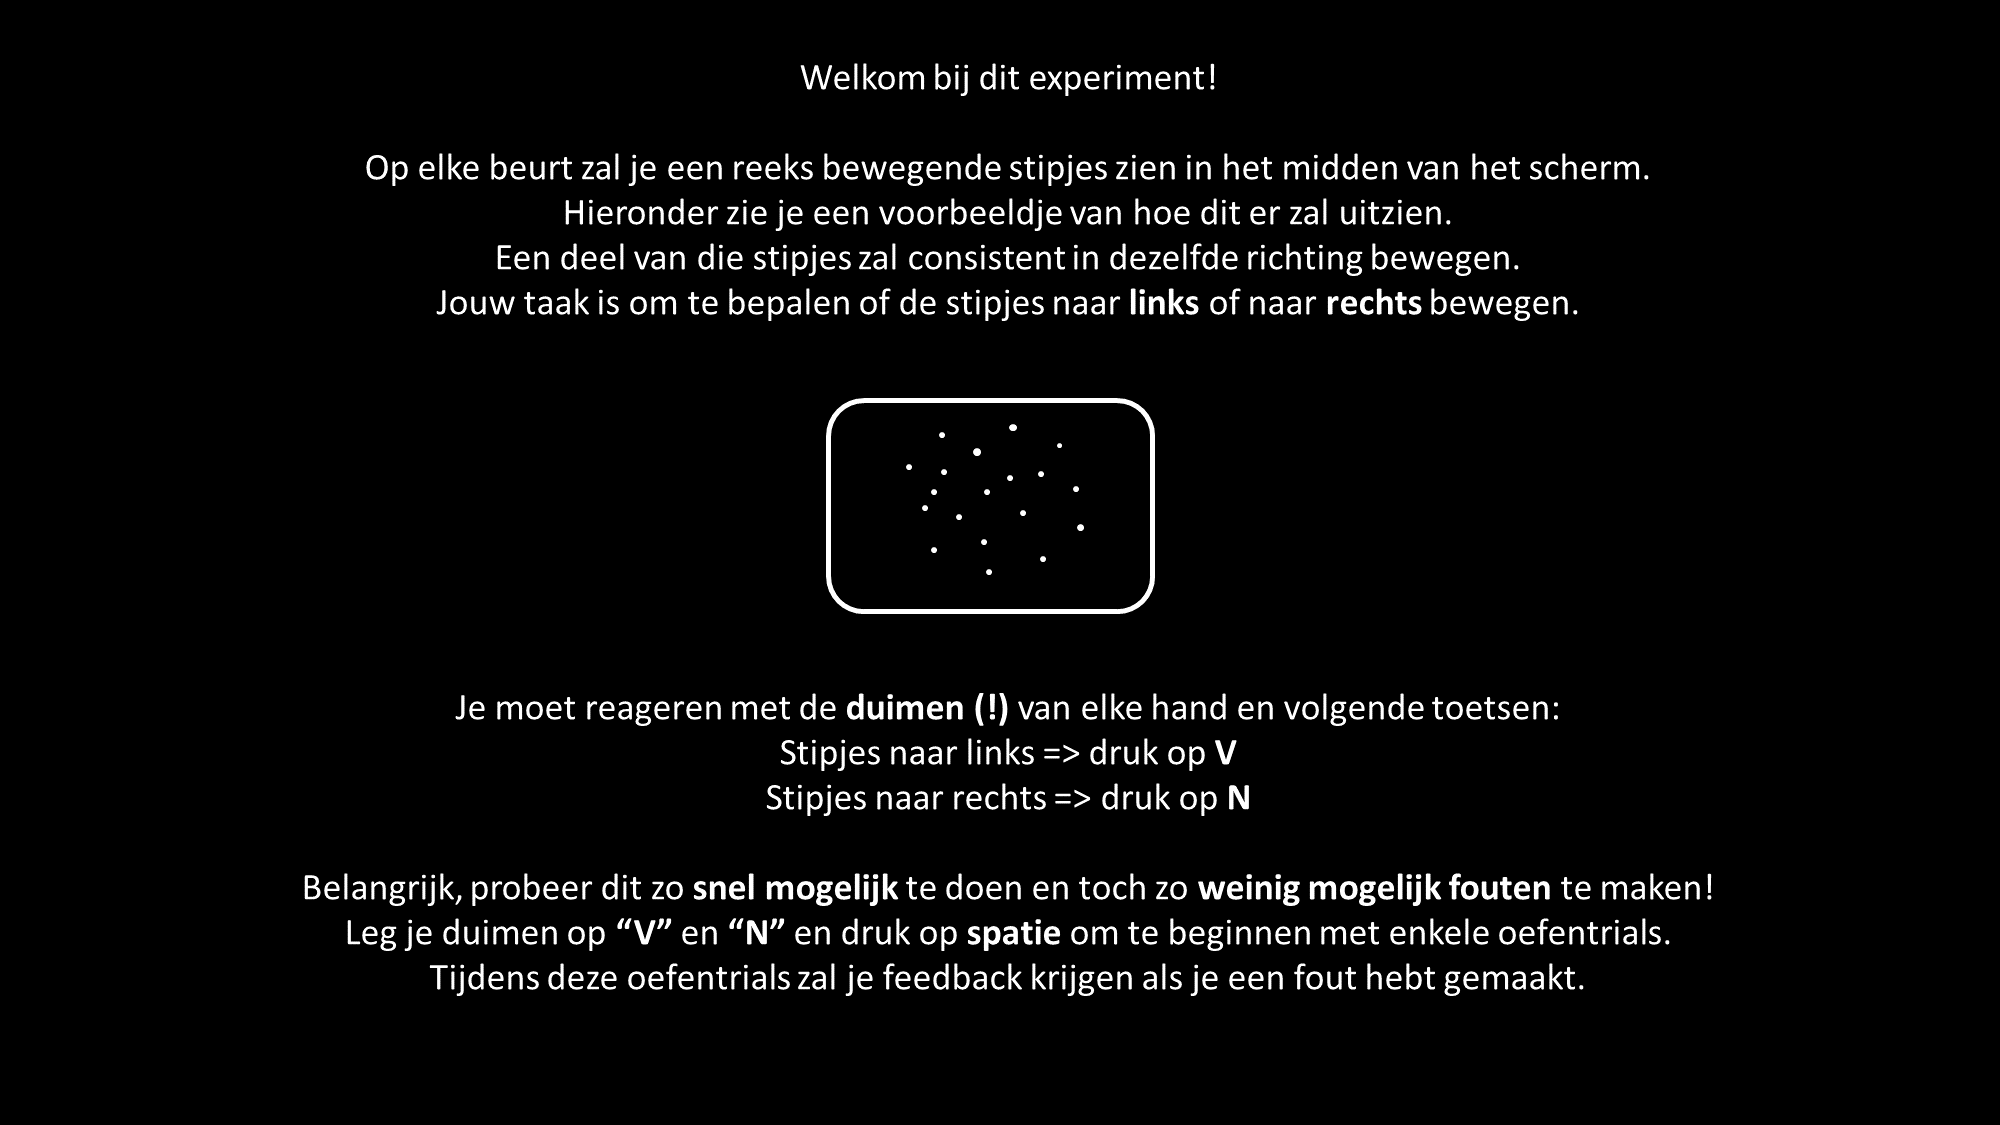 Welkom bij dit experiment!
Op elke beurt zal je een reeks bewegende stipjes zien in het midden van het scherm.
Hieronder zie je een voorbeeldje van hoe dit er zal uitzien.
Een deel van die stipjes zal consistent in dezelfde richting bewegen.
Jouw taak is om te bepalen of de stipjes naar links of naar rechts bewegen.
Je moet reageren met de duimen (!) van elke hand en volgende toetsen:
Stipjes naar links => druk op V
Stipjes naar rechts => druk op N
Belangrijk, probeer dit zo snel mogelijk te doen en toch zo weinig mogelijk fouten te maken!
Leg je duimen op “V” en “N” en druk op spatie om te beginnen met enkele oefentrials.
Tijdens deze oefentrials zal je feedback krijgen als je een fout hebt gemaakt.